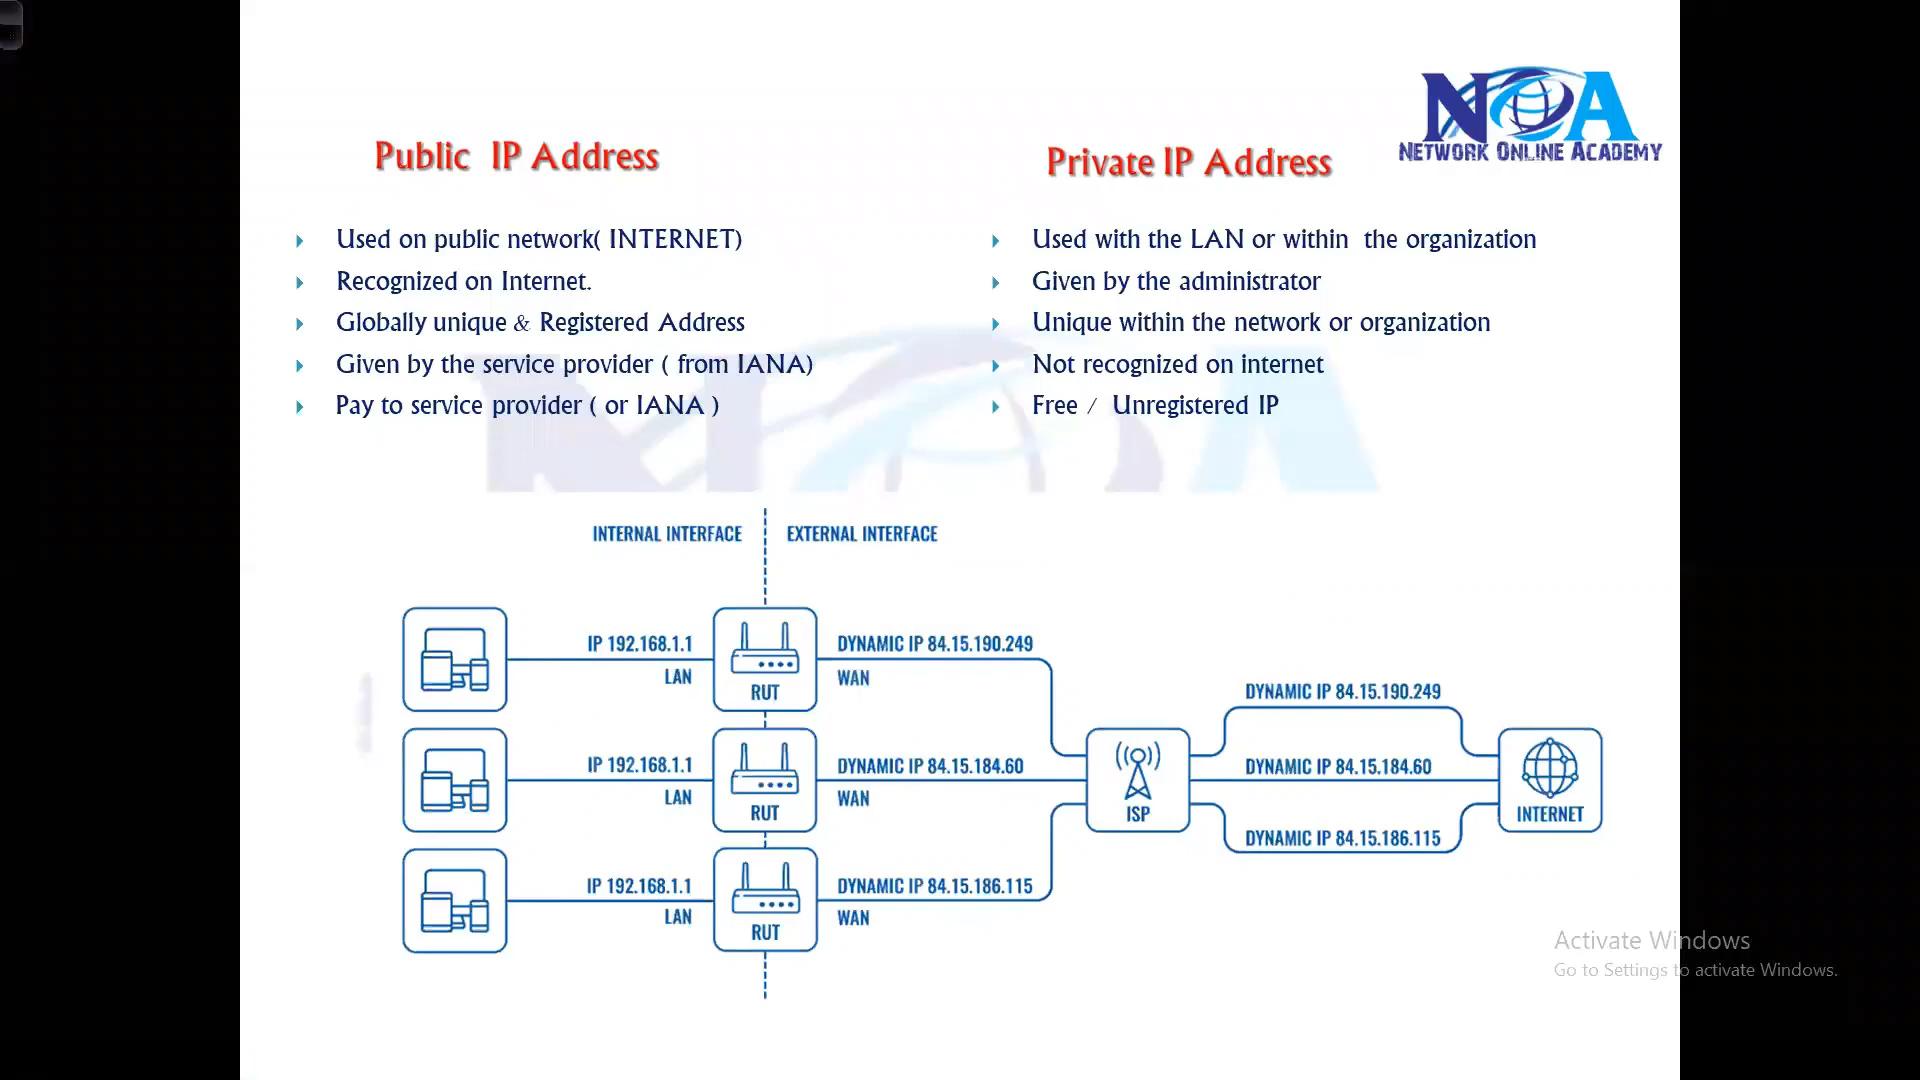 NOA
NETWORK ONLINE ACADEMY
Public IP Address
Used on public network( INTERNET)
Recognized on Internet.
Globally unique & Registered Address
Given by the service provider ( from IANA)
Pay to service provider ( or IANA )
Private IP Address
Used with the LAN or within the organization
Given by the administrator
Unique within the network or organization
Not recognized on internet
Free / Unregistered IP
INTERNAL INTERFACE
EXTERNAL INTERFACE
IP 192.168.1.1
LAN
RUT
DYNAMIC IP 84.15.190.249
WAN
IP 192.168.1.1
LAN
RUT
DYNAMIC IP 84.15.184.60
WAN
IP 192.168.1.1
LAN
RUT
DYNAMIC IP 84.15.186.115
WAN
ISP
DYNAMIC IP 84.15.190.249
DYNAMIC IP 84.15.184.60
DYNAMIC IP 84.15.186.115
INTERNET
Activate Windows
Go to Settings to activate Windows.